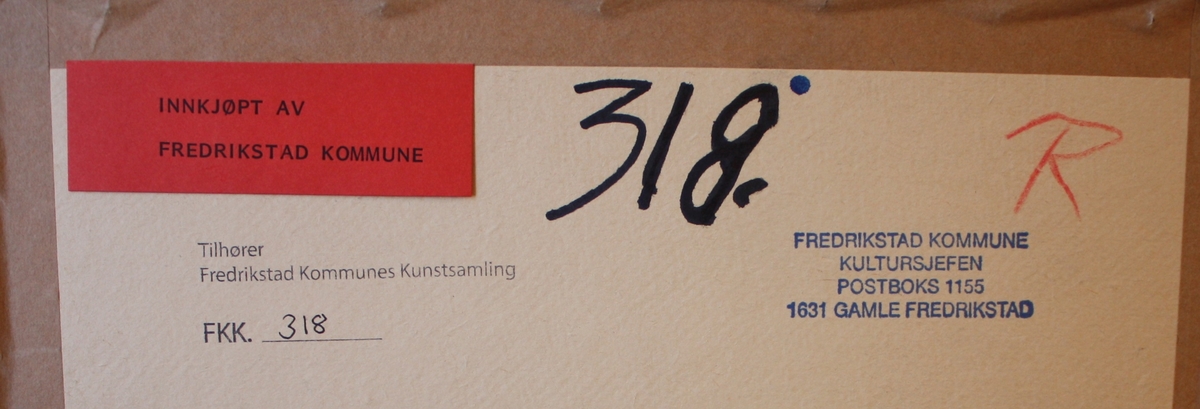 INNKJØPT AV
FREDRIKSTAD KOMMUNE
318.
R
Tilhører
Fredrikstad Kommunes Kunstsamling
FKK. 318
FREDRIKSTAD KOMMUNE
KULTURSJEFEN
POSTBOKS 1155
1631 GAMLE FREDRIKSTAD